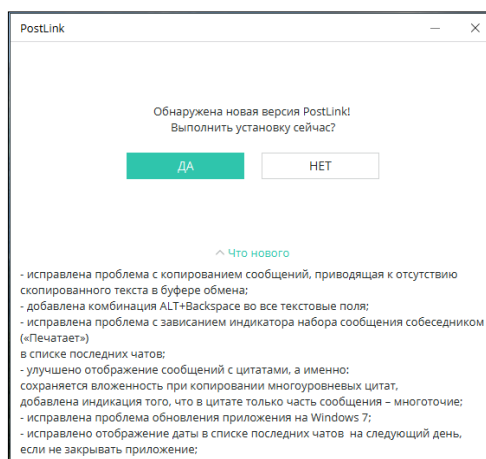 PostLink
Обнаружена новая версия PostLink!
Выполнить установку сейчас?
ДА НЕТ
Что нового
- исправлена проблема с копированием сообщений, приводящая к отсутствию
скопированного текста в буфере обмена;
- добавлена комбинация ALT+Backspace во все текстовые поля;
- исправлена проблема с зависанием индикатора набора сообщения собеседником
(«Печатает»)
в списке последних чатов;
- улучшено отображение сообщений с цитатами, а именно:
сохраняется вложенность при копировании многоуровневых цитат,
добавлена индикация того, что в цитате только часть сообщения – многоточие;
- исправлена проблема обновления приложения на Windows 7;
- исправлено отображение даты в списке последних чатов на следующий день,
если не закрывать приложение;